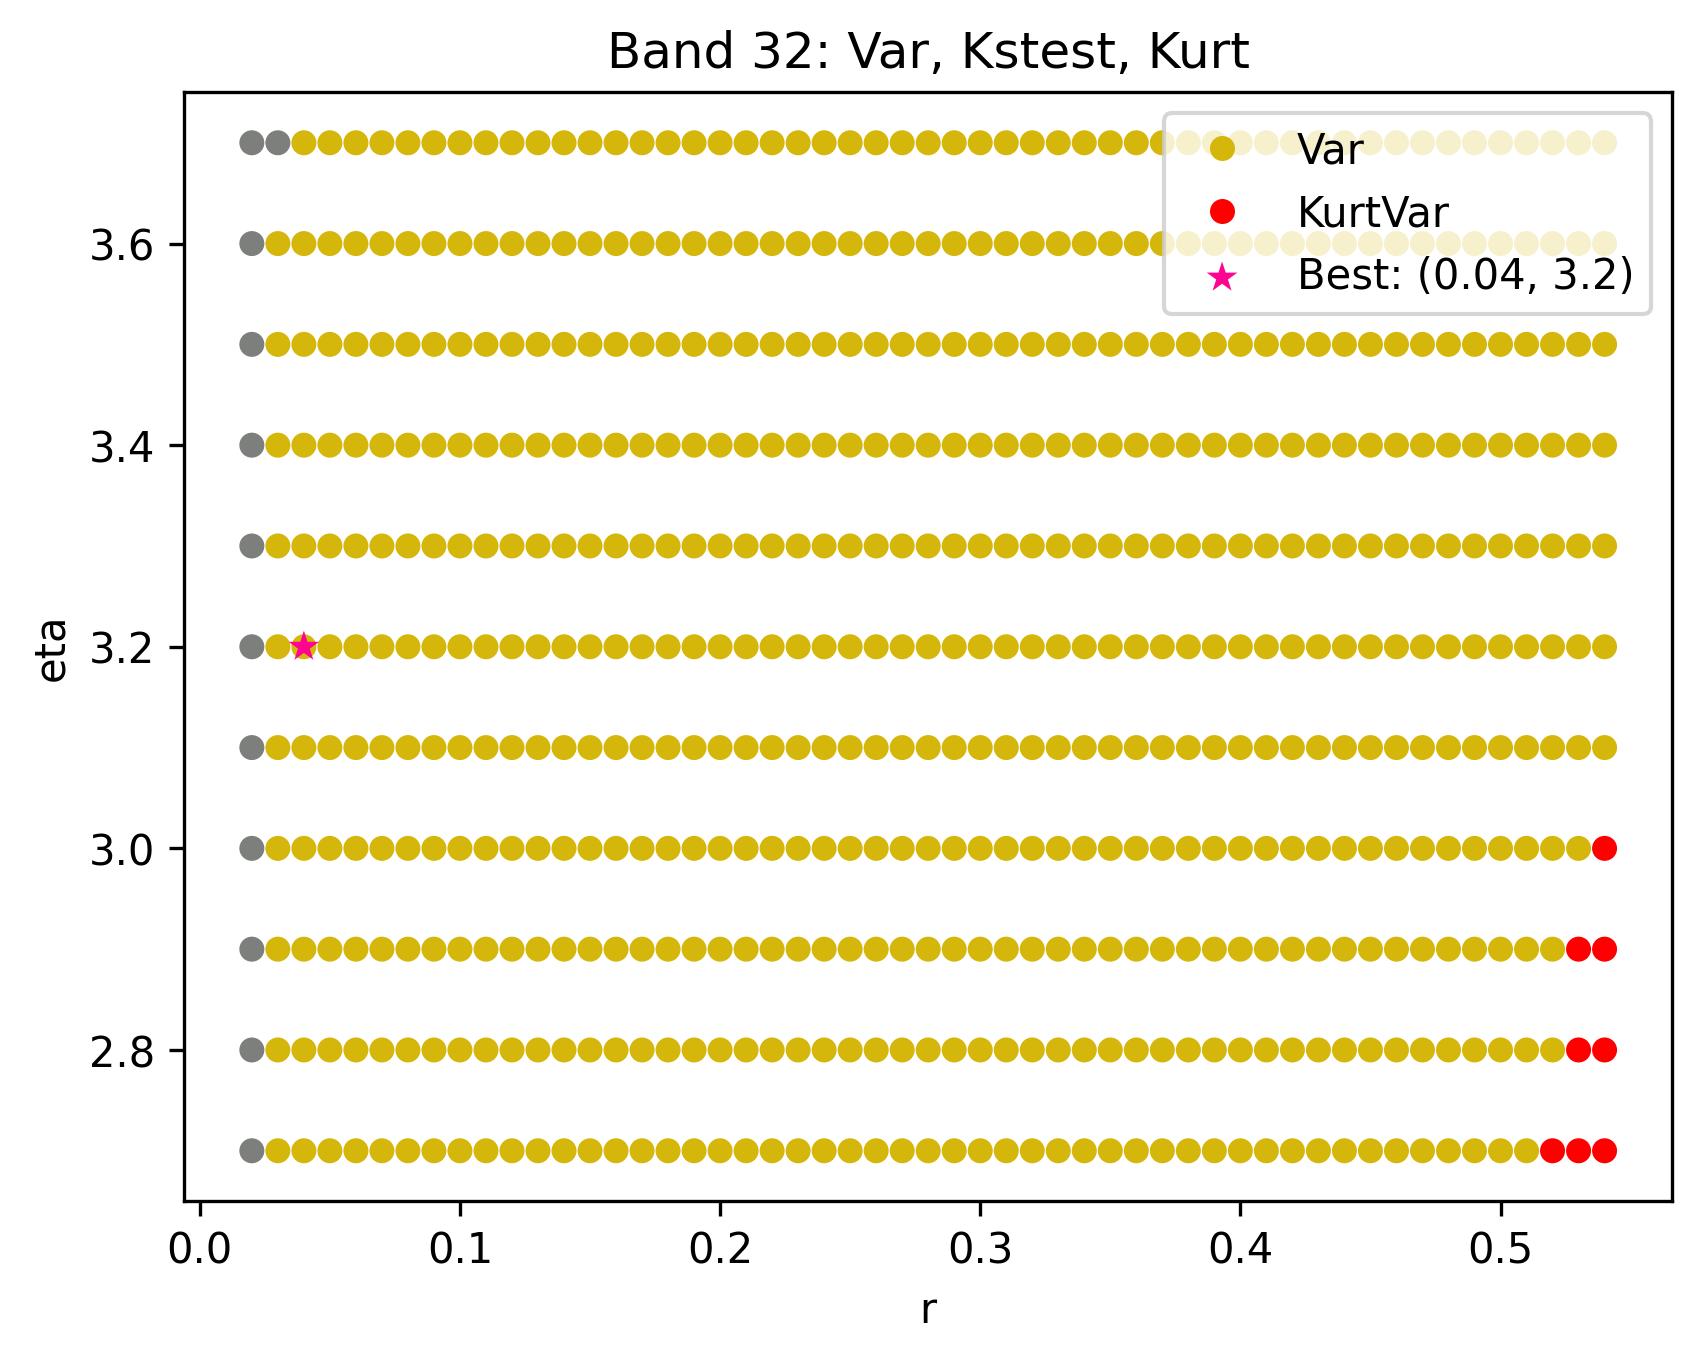 Band 32: Var, Kstest, Kurt
Var
KurtVar
Best: (0.04, 3.2)
eta
3.6
3.4
3.2
3.0
2.8
0.0 0.1 0.2 0.3 0.4 0.5
r